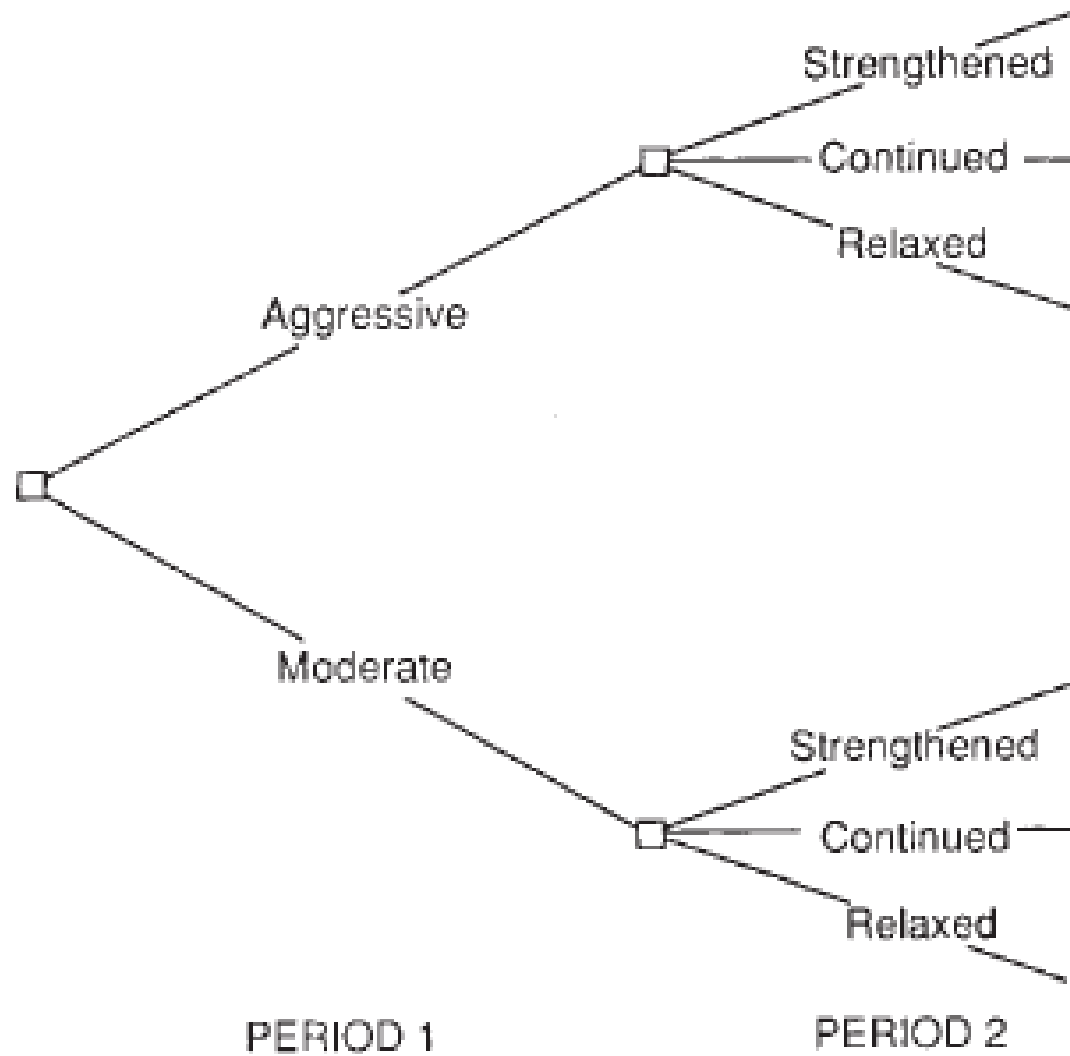 Strengthened
Continued
Relaxed
Aggressive
Moderate
Strengthened
Continued
Relaxed
PERIOD 1
PERIOD 2